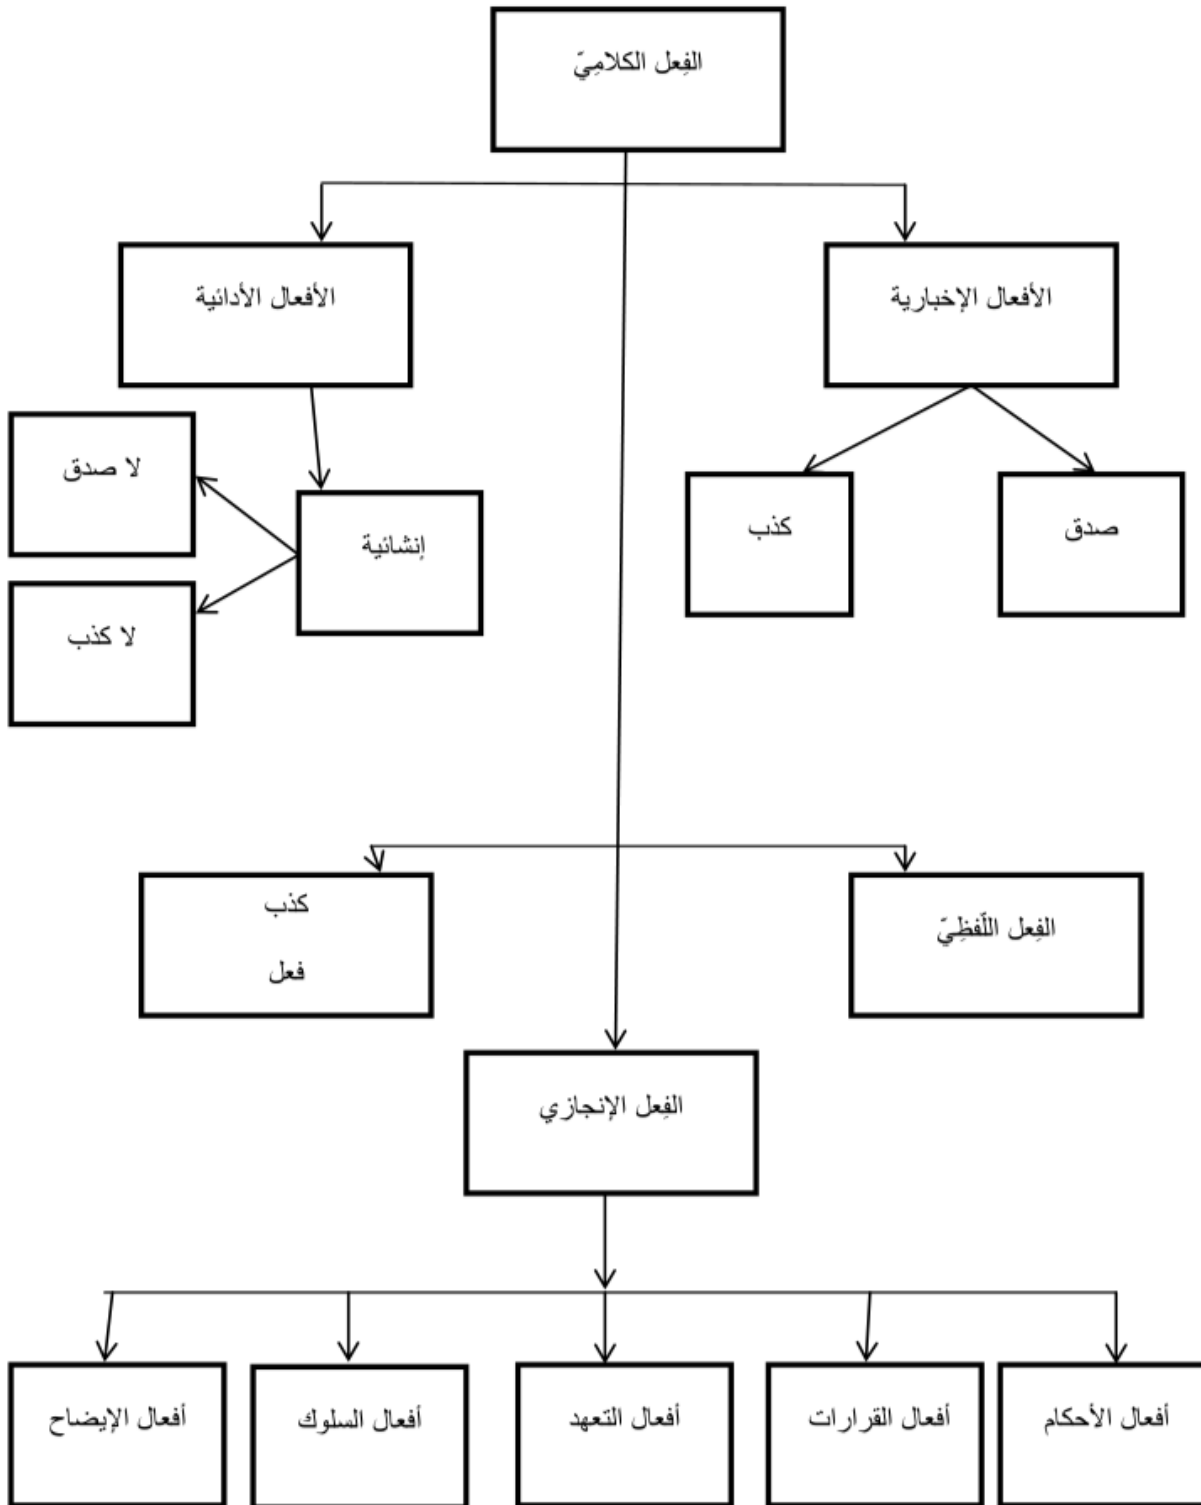 الفِعل الكلامِيّ
الأفعال الإخبارية
الأفعال الأدائية
صدق
كذب
إنشائية
لا صدق
لا كذب
الفِعل اللّفظِيّ
كذب
فعل
الفِعل الإنجازي
أفعال الأحكام
أفعال القرارات
أفعال التعهد
أفعال السلوك
أفعال الإيضاح